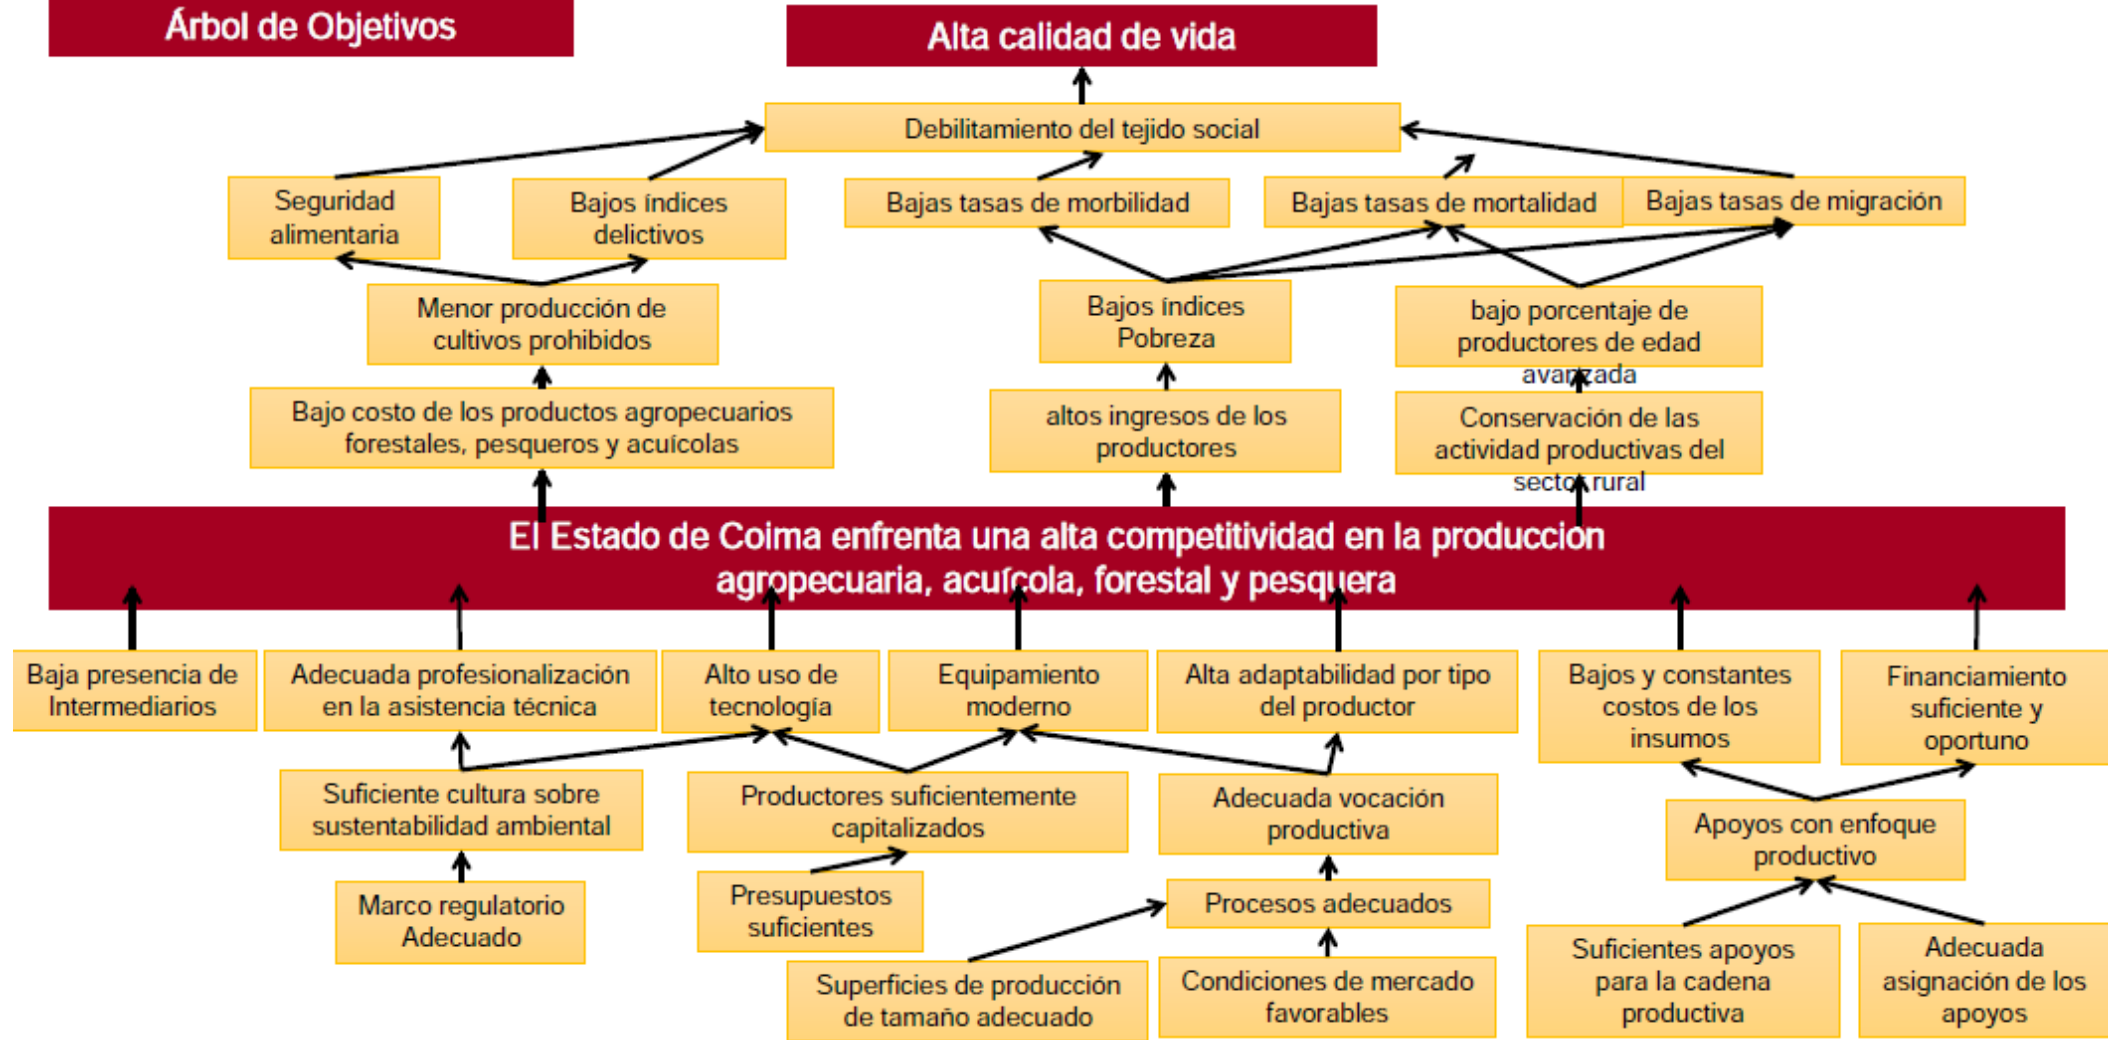 Árbol de Objetivos
Alta calidad de vida
Debilitamiento del tejido social
Seguridad
alimentaria
Bajos índices
delictivos
Bajas tasas de morbilidad
Bajas tasas de mortalidad
Bajas tasas de migración
Menor producción de
cultivos prohibidos
Bajos índices
Pobreza
bajo porcentaje de
productores de edad
avanzada
Bajo costo de los productos agropecuarios
forestales, pesqueros y acuícolas
altos ingresos de los
productores
Conservación de las
actividad productivas del
sector rural
El Estado de Coima enfrenta una alta competitividad en la produccion
agropecuaria, acuícola, forestal y pesquera
Baja presencia de
Intermediarios
Adecuada profesionalización
en la asistencia técnica
Alto uso de
tecnología
Equipamiento
moderno
Alta adaptabilidad por tipo
del productor
Bajos y constantes
costos de los
insumos
Financiamiento
suficiente y
oportuno
Suficiente cultura sobre
sustentabilidad ambiental
Productores suficientemente
capitalizados
Adecuada vocación
productiva
Apoyos con enfoque
productivo
Marco regulatorio
Adecuado
Presupuestos
suficientes
Procesos adecuados
Superficies de producción
de tamaño adecuado
Condiciones de mercado
favorables
Suficientes apoyos
para la cadena
productiva
Adecuada
asignación de los
apoyos